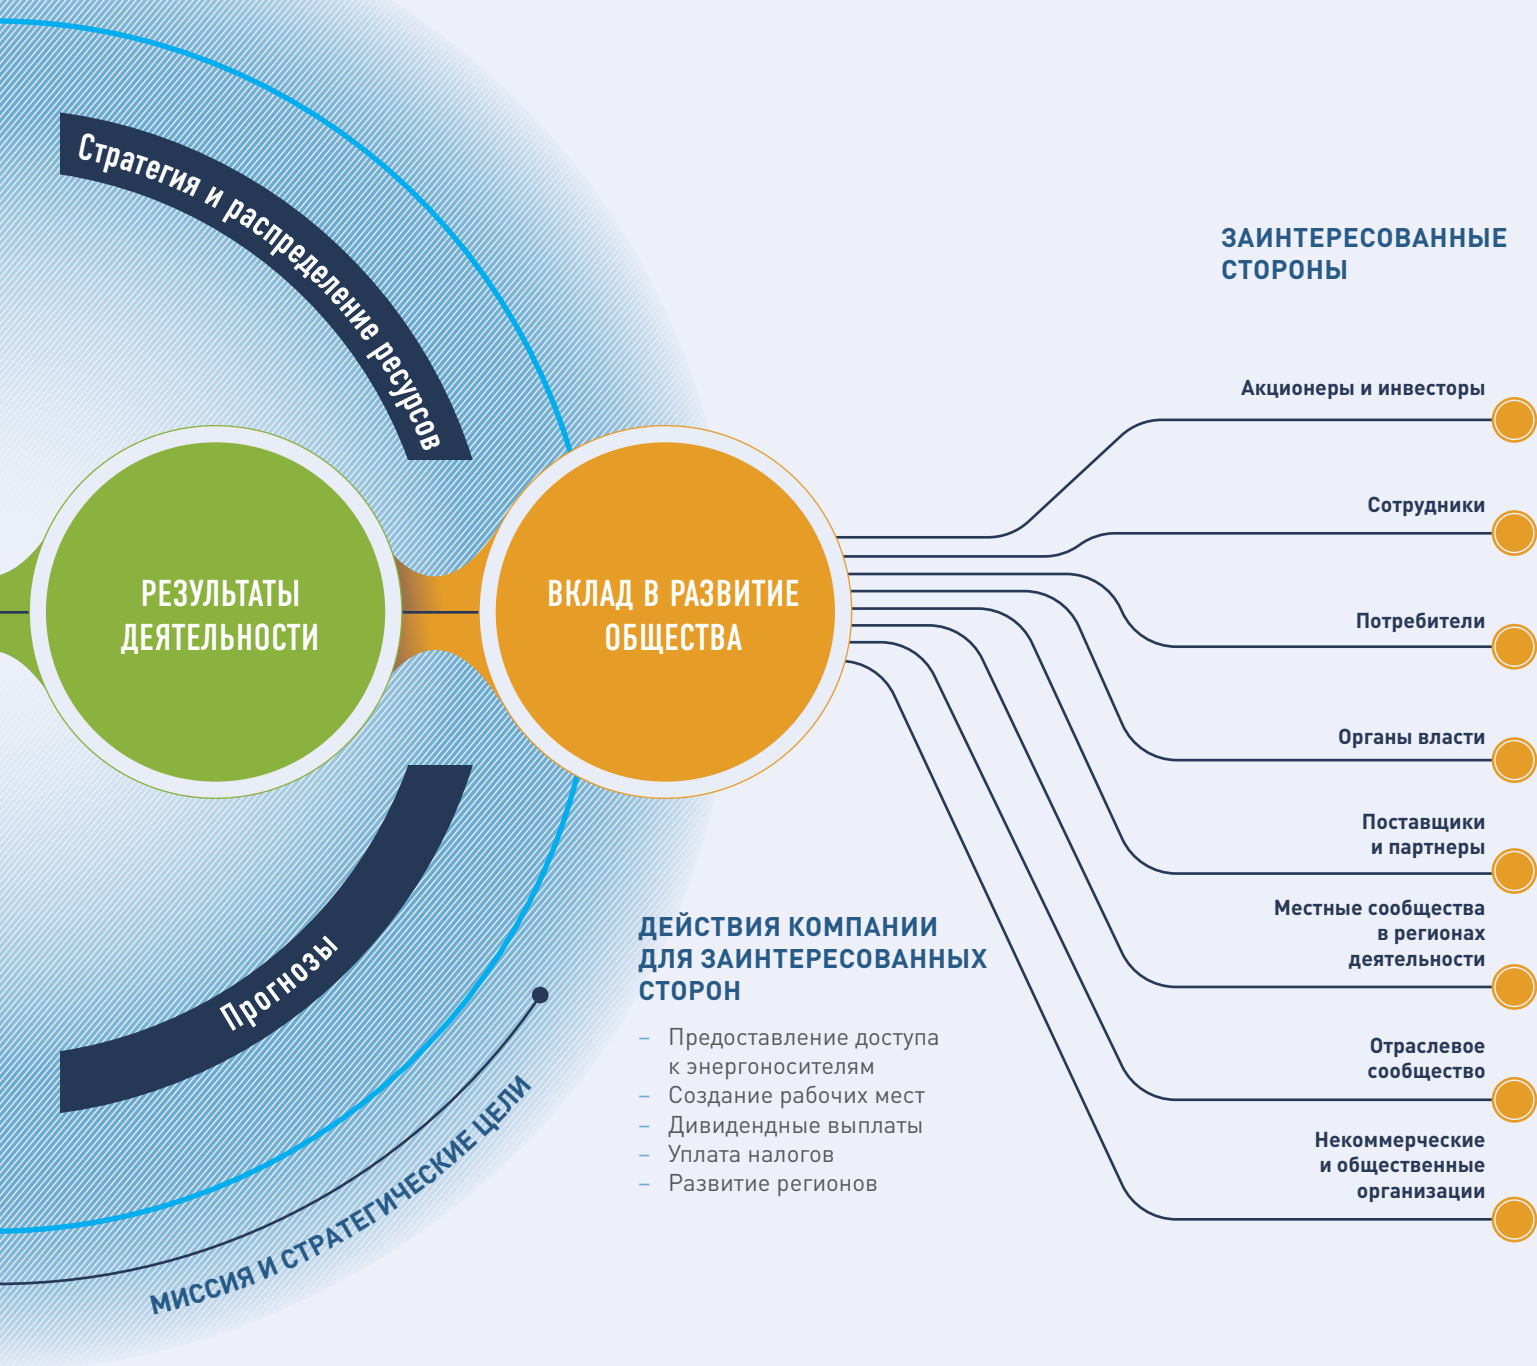 Стратегия и распределение ресурсов
РЕЗУЛЬТАТЫ
ДЕЯТЕЛЬНОСТИ
ВКЛАД В РАЗВИТИЕ
ОБЩЕСТВА
Прогнозы
МИССИЯ И СТРАТЕГИЧЕСКИЕ ЦЕЛИ
ДЕЙСТВИЯ КОМПАНИИ
ДЛЯ ЗАИНТЕРЕСОВАННЫХ
СТОРОН
– Предоставление доступа
к энергоносителям
– Создание рабочих мест
– Дивидендные выплаты
– Уплата налогов
– Развитие регионов
ЗАИНТЕРЕСОВАННЫЕ
СТОРОНЫ
Акционеры и инвесторы
Сотрудники
Потребители
Органы власти
Поставщики
и партнеры
Местные сообщества
в регионах
деятельности
Отраслевое
сообщество
Некоммерческие
и общественные
организации